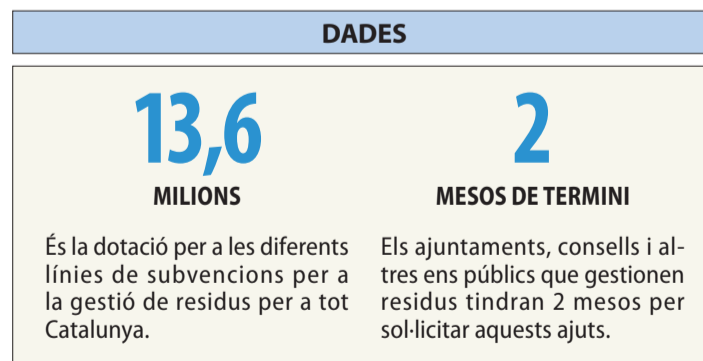 DADES
13,6
MILIONS
És la dotació per a les diferents
línies de subvencions per a
la gestió de residus per a tot
Catalunya.
2
MESOS DE TERMINI
Els ajuntaments, consells i al-
tres ens públics que gestionen
residus tindran 2 mesos per
sol·licitar aquests ajuts.